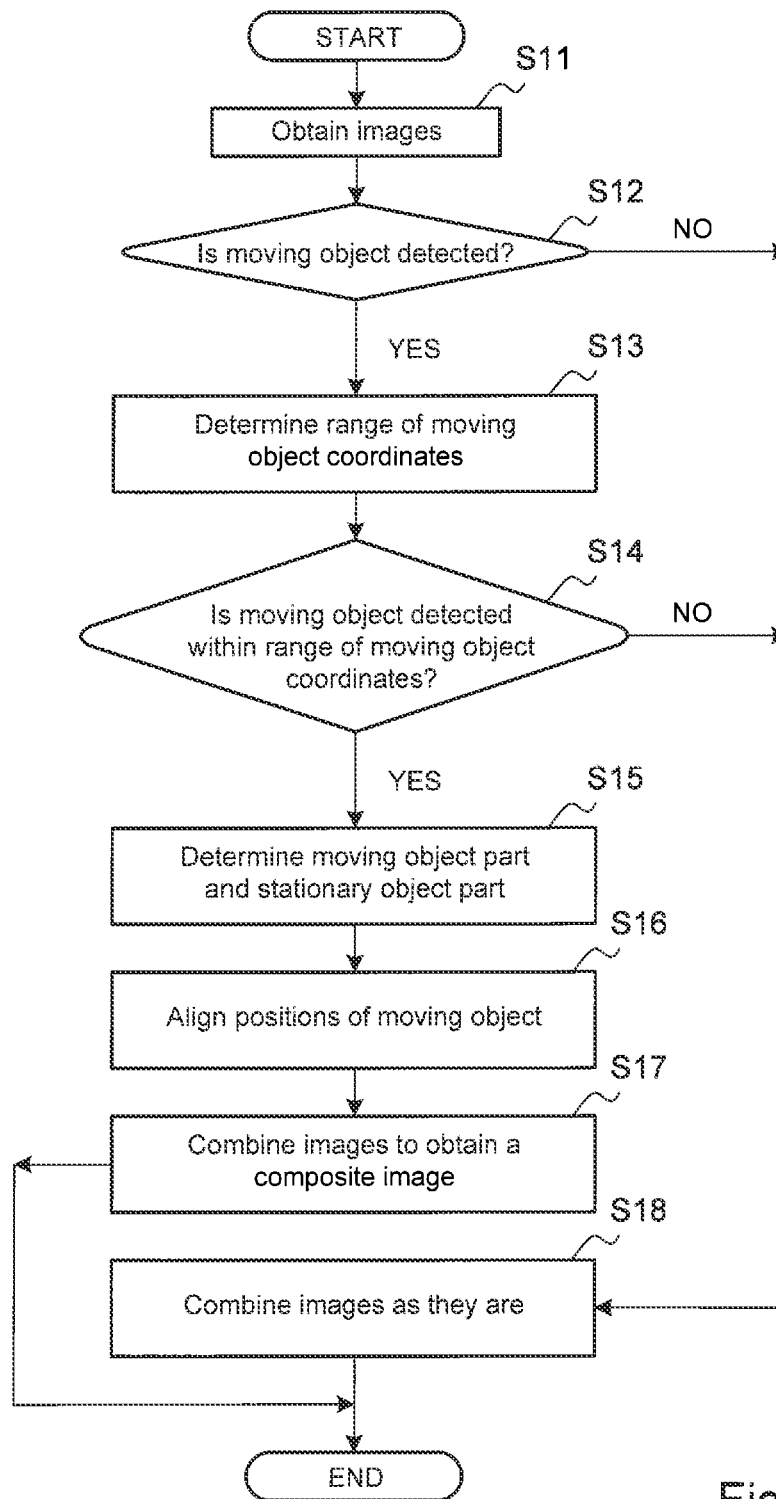 START
S11
Obtain images
S12
Is moving object detected?
NO
YES
S13
Determine range of moving
object coordinates
S14
Is moving object detected
within range of moving object
coordinates?
NO
YES
S15
Determine moving object part
and stationary object part
S16
Align positions of moving object
S17
Combine images to obtain a
composite image
S18
Combine images as they are
END